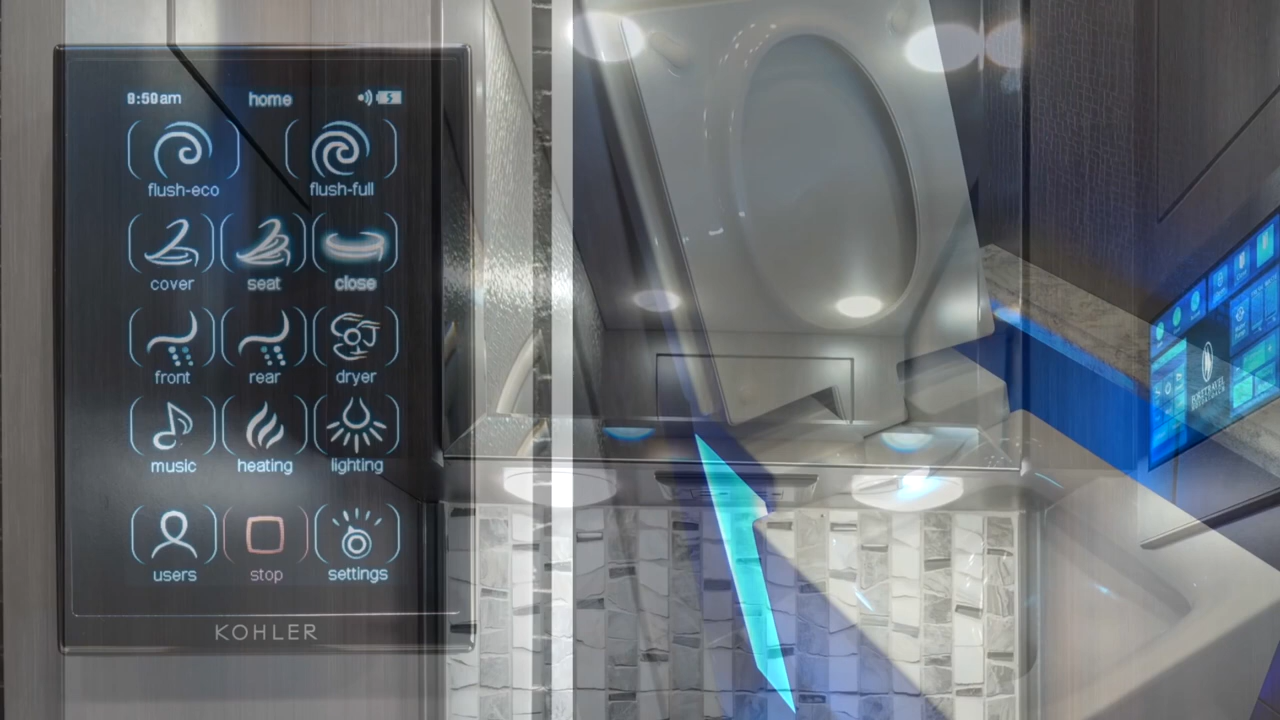 9:50am home
flush-eco flush-full
cover seat close
front rear dryer
music heating lighting
users stop settings
KOHLER